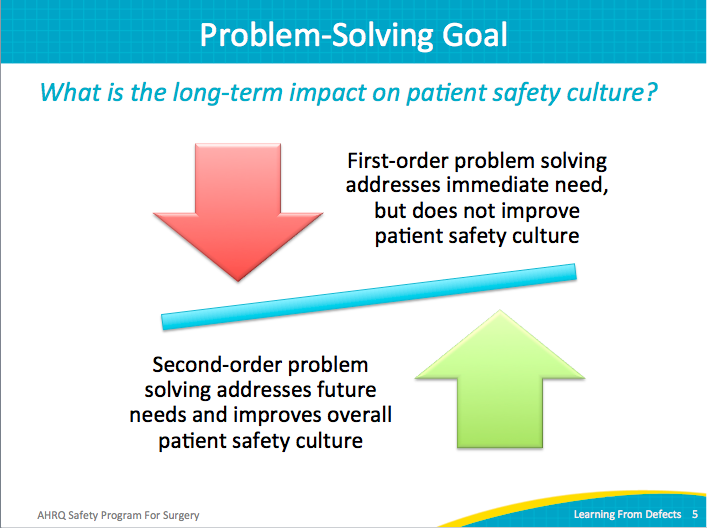 Problem-Solving Goal
What is the long-term impact on patient safety culture?
First-order problem solving
addresses immediate need,
but does not improve
patient safety culture
Second-order problem
solving addresses future
needs and improves overall
patient safety culture
AHRQ Safety Program For Surgery
Learning From Defects 5